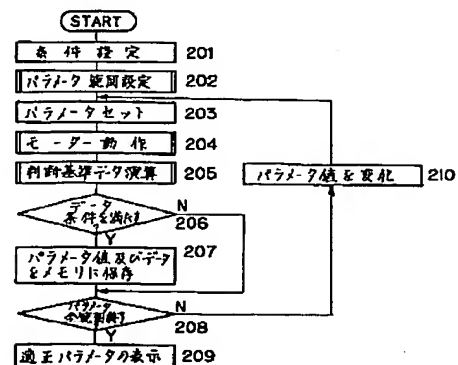 START
条件設定 201
パラメータ範囲設定 202
パラメータセット 203
モーター動作 204
判断基準データ演算 205
パラメータ値を変化 210
データ
条件を満たす
?
N
206
Y
207
パラメータ値及びデータ
をメモリに保存
パラメータ
全範囲終了
N
208
Y
適正パラメータの表示 209